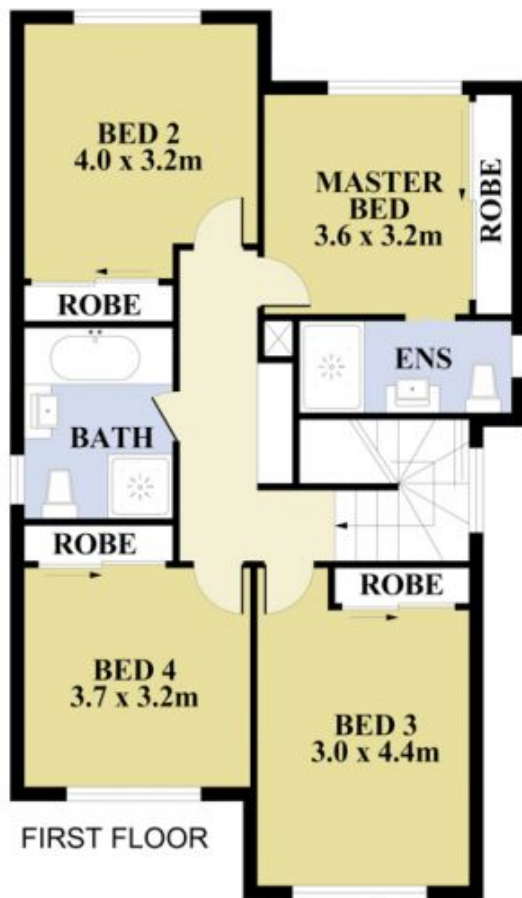 BED 2
4.0 x 3.2m
MASTER
BED
3.6 x 3.2m
ROBE
ROBE
ENS
BATH
ROBE
ROBE
BED 4
3.7 x 3.2m
BED 3
3.0 x 4.4m
FIRST FLOOR